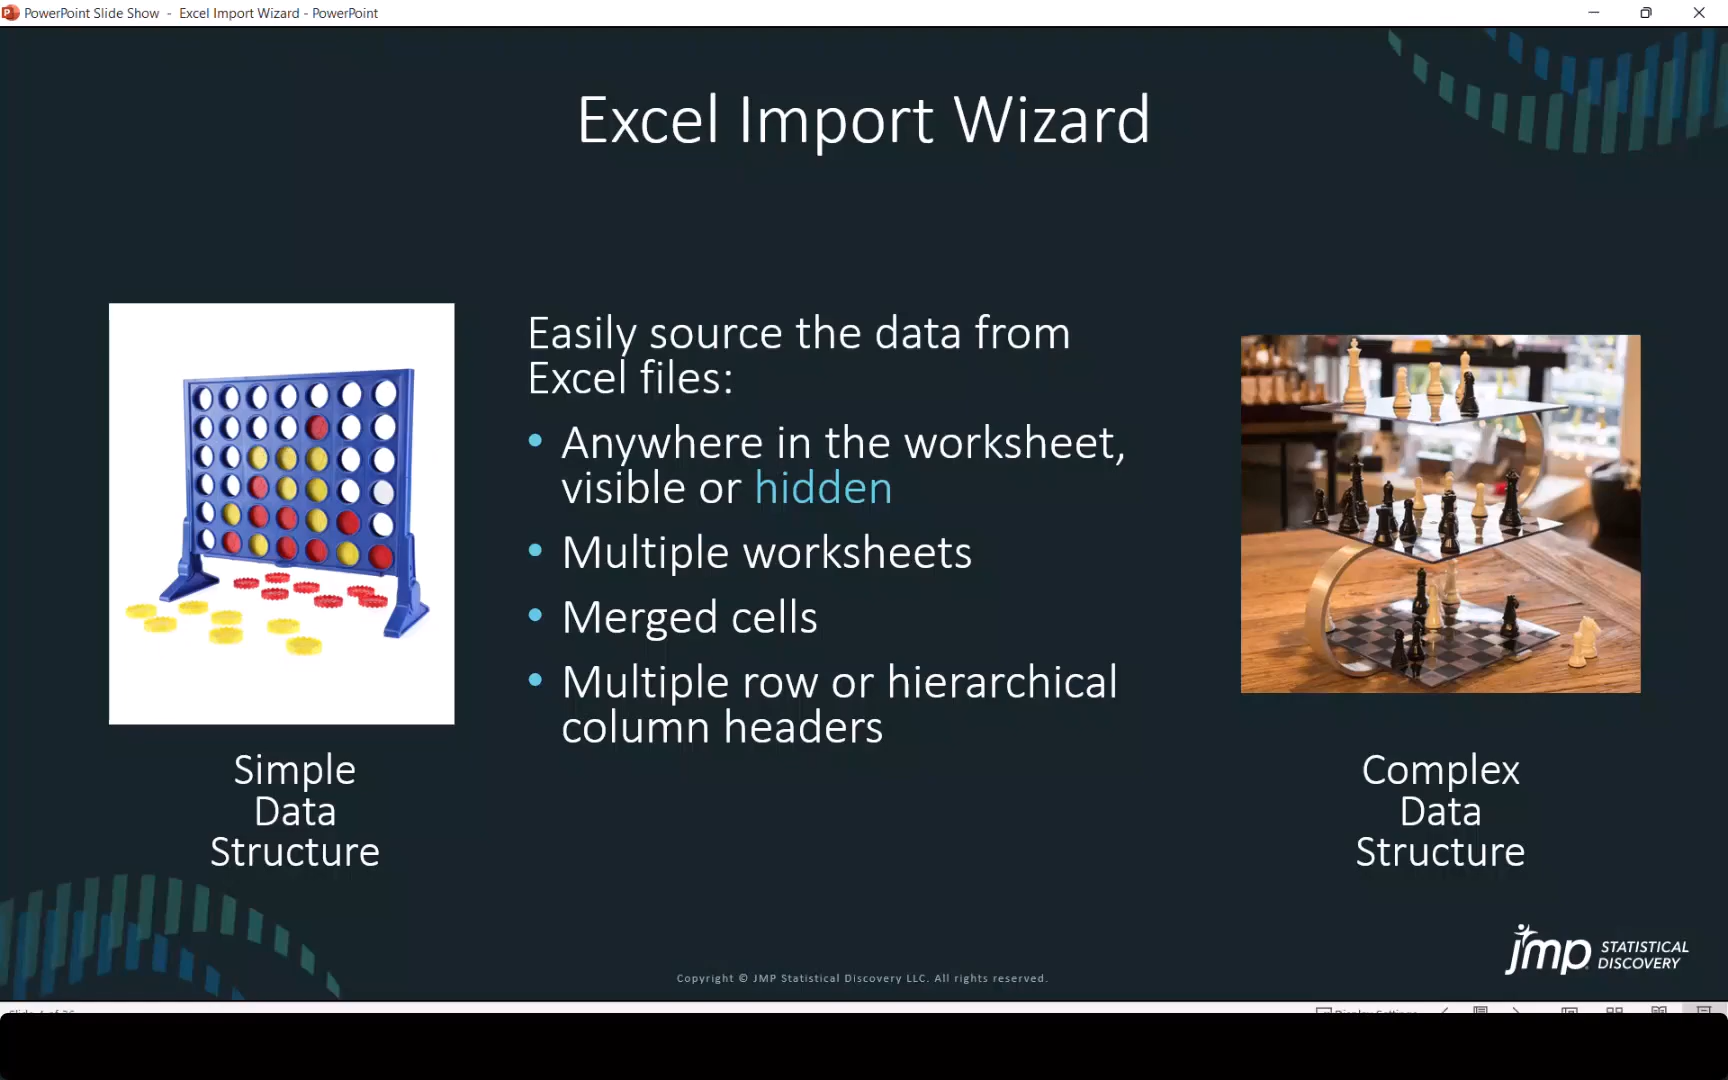 PowerPoint Slide Show - Excel Import Wizard - PowerPoint
Excel Import Wizard
Easily source the data from
Excel files:
• Anywhere in the worksheet,
visible or hidden
• Multiple worksheets
• Merged cells
• Multiple row or hierarchical
column headers
Simple
Data
Structure
Complex
Data
Structure
jmp STATISTICAL
DISCOVERY
Copyright © JMP Statistical Discovery LLC. All rights reserved.
Display Settings